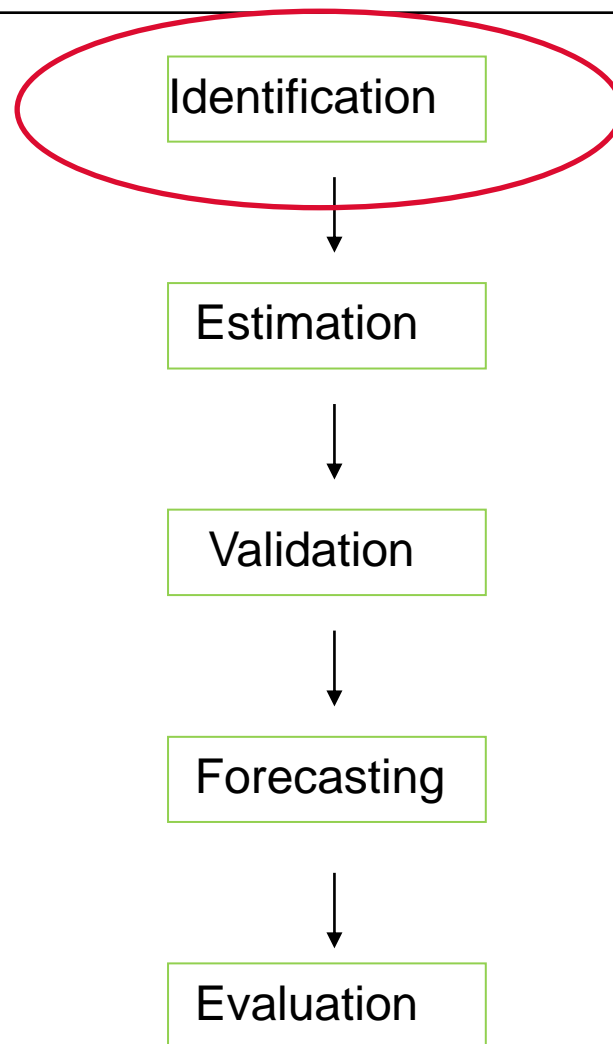 Identification
Estimation
Validation
Forecasting
Evaluation